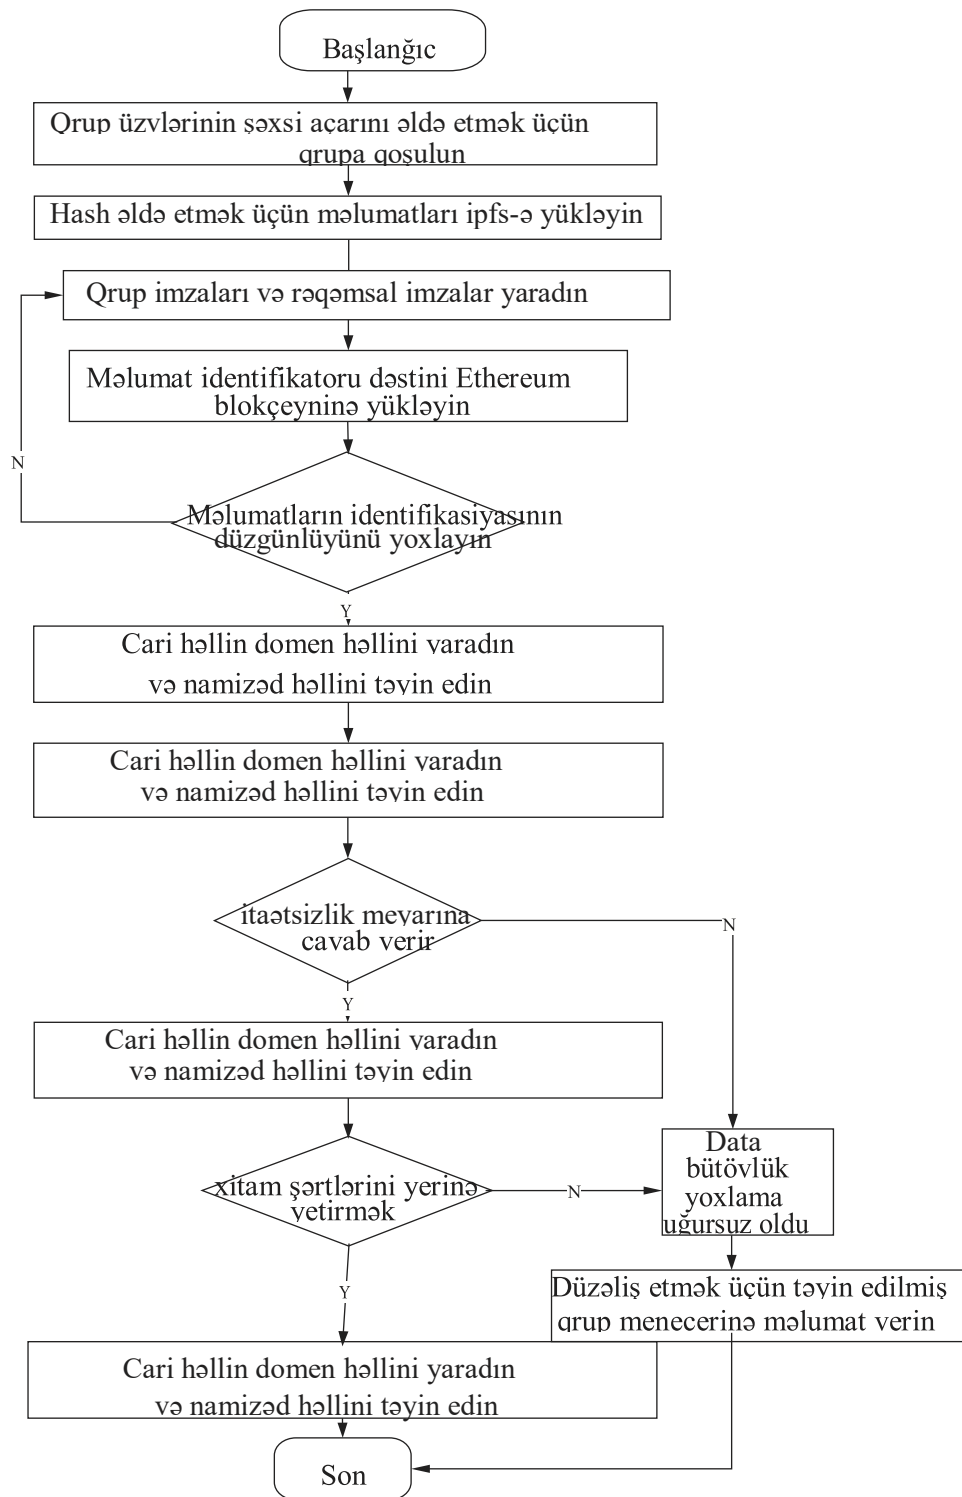 Başlanğıc
Qrup üzvlərinin şəxsi açarını əldə etmək üçün
qrupa qoşulun
Hash əldə etmək üçün məlumatları ipfs-ə yükləyin
Qrup imzaları və rəqəmsal imzalar yaradın
Məlumat identifikatoru dəstini Ethereum
blokçeyninə yükləyin
N
Məlumatların identifikasiyasının
düzgünlüyünü yoxlayın
Y
Cari həllin domen həllini yaradın
və namizəd həllini təyin edin
Cari həllin domen həllini yaradın
və namizəd həllini təyin edin
itaətsizlik meyarına
cavab verir
N
Y
Cari həllin domen həllini yaradın
və namizəd həllini təyin edin
xitam şərtlərini yerinə
yetirmək
N
Data
bütövlük
yoxlama
uğursuz oldu
Y
Düzəliş etmək üçün təyin edilmiş
qrup menecerinə məlumat verin
Cari həllin domen həllini yaradın
və namizəd həllini təyin edin
Son